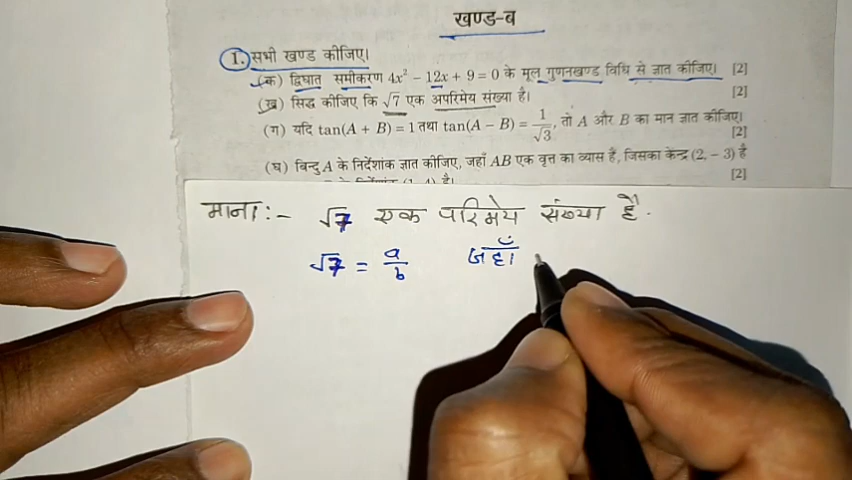 खण्ड-ब
1. सभी खण्ड कीजिए।
(क) द्विघात समीकरण 4x² − 12x + 9 = 0 के मूल गुणनखण्ड विधि से ज्ञात कीजिए। [2]
(ख) सिद्ध कीजिए कि √7 एक अपरिमेय संख्या है। [2]
(ग) यदि tan(A + B) = 1 तथा tan(A − B) = 1/√3, तो A और B का मान ज्ञात कीजिए। [2]
(घ) बिन्दु A के निर्देशांक ज्ञात कीजिए, जहाँ AB एक वृत्त का व्यास है, जिसका केन्द्र (2, − 3) है [2]
माना :- √7 एक परिमेय संख्या है.
√7 = a/b जहाँ